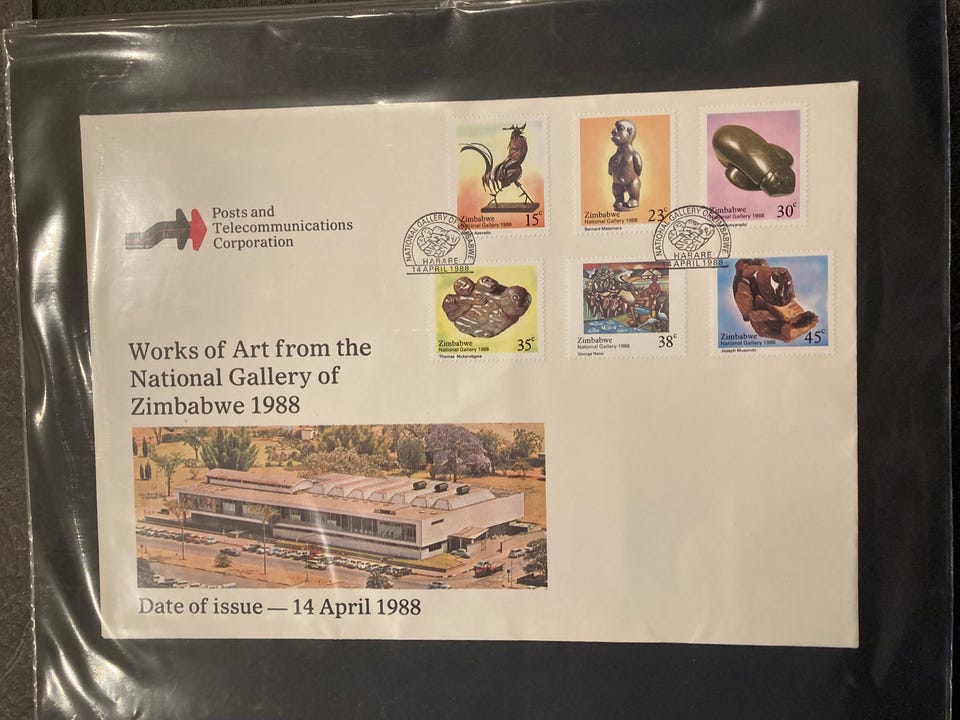 Posts and
Telecommunications
Corporation
Works of Art from the
National Gallery of
Zimbabwe 1988
Date of issue — 14 April 1988
Zimbabwe 15c
Zimbabwe 23c
National Gallery 1988
Bernard Matemera
Zimbabwe 30c
National Gallery 1988
NATIONAL GALLERY OF ZIMBABWE
HARARE
14 APRIL 1988
NATIONAL GALLERY OF ZIMBABWE
HARARE
14 APRIL 1988
Zimbabwe 35c
National Gallery 1988
Thomas Mukarobgwa
Zimbabwe 38c
National Gallery 1988
George Nene
Zimbabwe 45c
National Gallery 1988
Joseph Muzondo